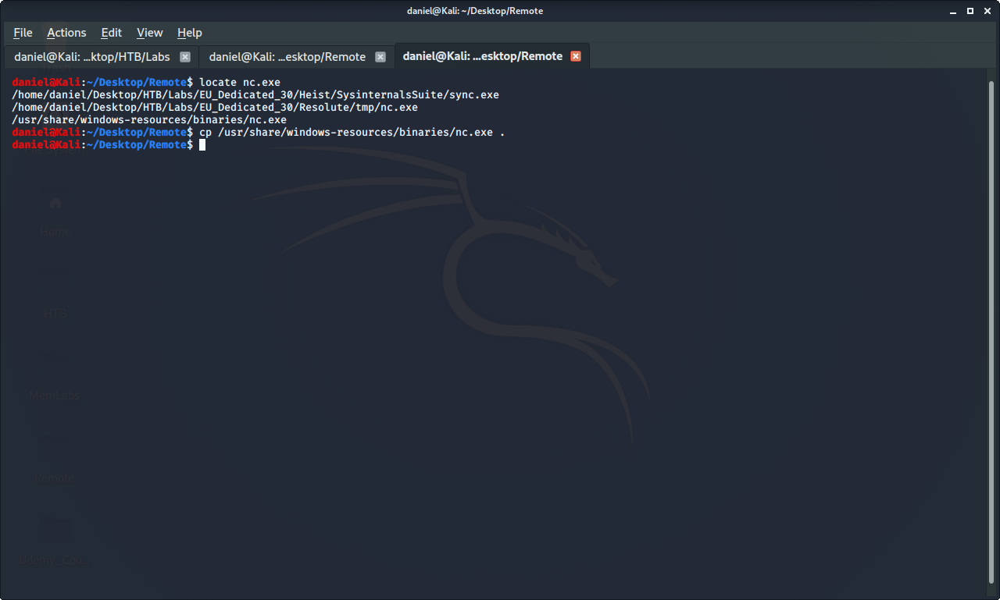 daniel@Kali: ~/Desktop/Remote
File Actions Edit View Help
daniel@Kali: ...ktop/HTB/Labs daniel@Kali: ...esktop/Remote daniel@Kali: ...esktop/Remote
daniel@Kali:~/Desktop/Remote$ locate nc.exe
/home/daniel/Desktop/HTB/Labs/EU_Dedicated_30/Heist/SysinternalsSuite/sync.exe
/home/daniel/Desktop/HTB/Labs/EU_Dedicated_30/Resolute/tmp/nc.exe
/usr/share/windows-resources/binaries/nc.exe
daniel@Kali:~/Desktop/Remote$ cp /usr/share/windows-resources/binaries/nc.exe .
daniel@Kali:~/Desktop/Remote$
Home
HTB
MemLabs
Remote
Udemy_Cou...